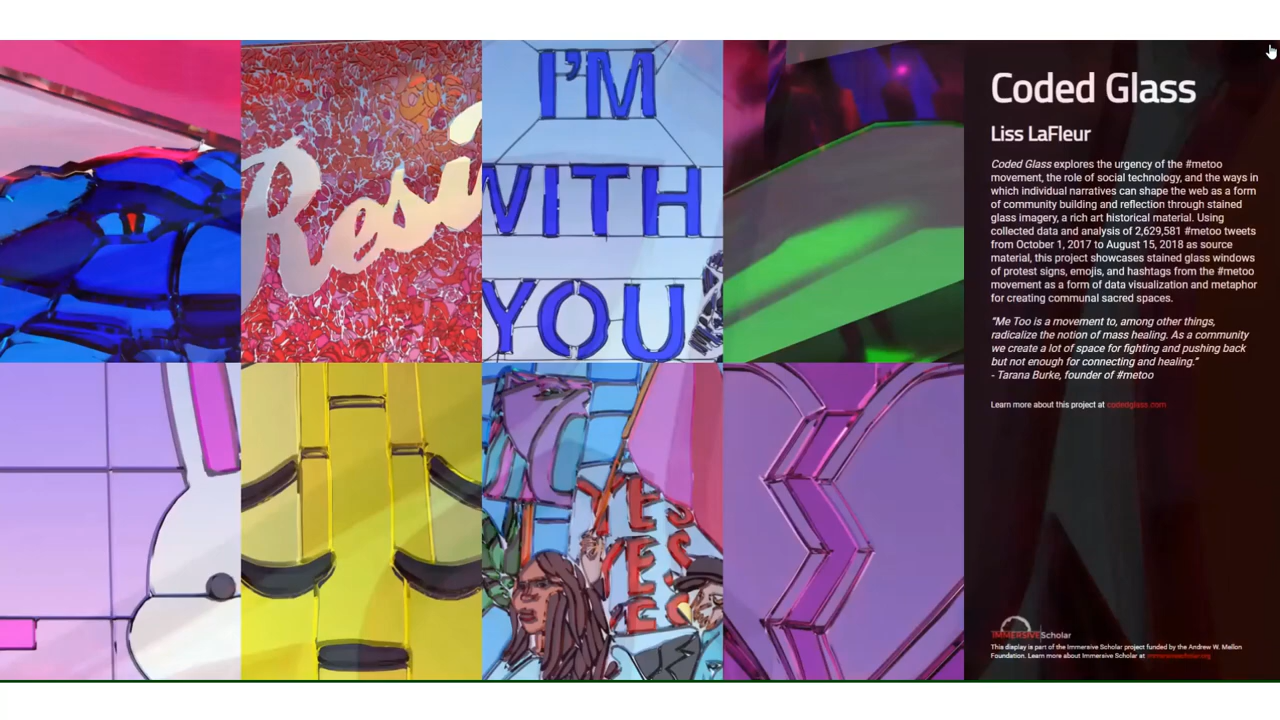 Resi
I'M
WITH
YOU
YES
YES
ES
Coded Glass
Liss LaFleur
Coded Glass explores the urgency of the #metoo
movement, the role of social technology, and the ways in
which individual narratives can shape the web as a form
of community building and reflection through stained
glass imagery, a rich art historical material. Using
collected data and analysis of 2,629,581 #metoo tweets
from October 1, 2017 to August 15, 2018 as source
material, this project showcases stained glass windows
of protest signs, emojis, and hashtags from the #metoo
movement as a form of data visualization and metaphor
for creating communal sacred spaces.
“Me Too is a movement to, among other things,
radicalize the notion of mass healing. As a community
we create a lot of space for fighting and pushing back
but not enough for connecting and healing.”
- Tarana Burke, founder of #metoo
Learn more about this project at codedglass.com
IMMERSIVEScholar
This display is part of the Immersive Scholar project funded by the Andrew W. Mellon
Foundation. Learn more about Immersive Scholar at immersivescholar.org